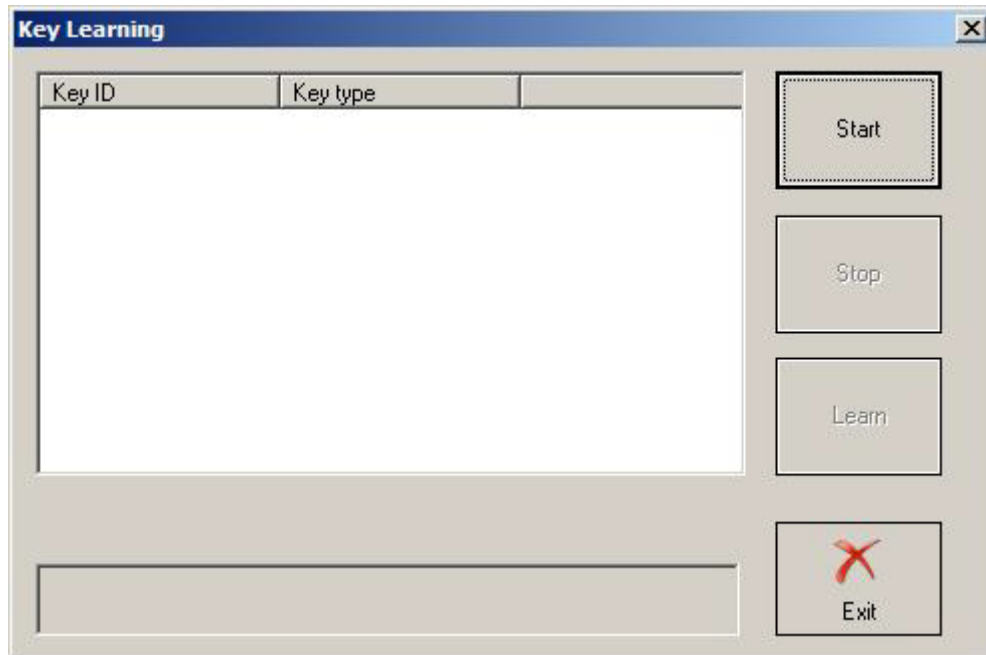 Key Learning
Key ID
Key type
Start
Stop
Learn
Exit